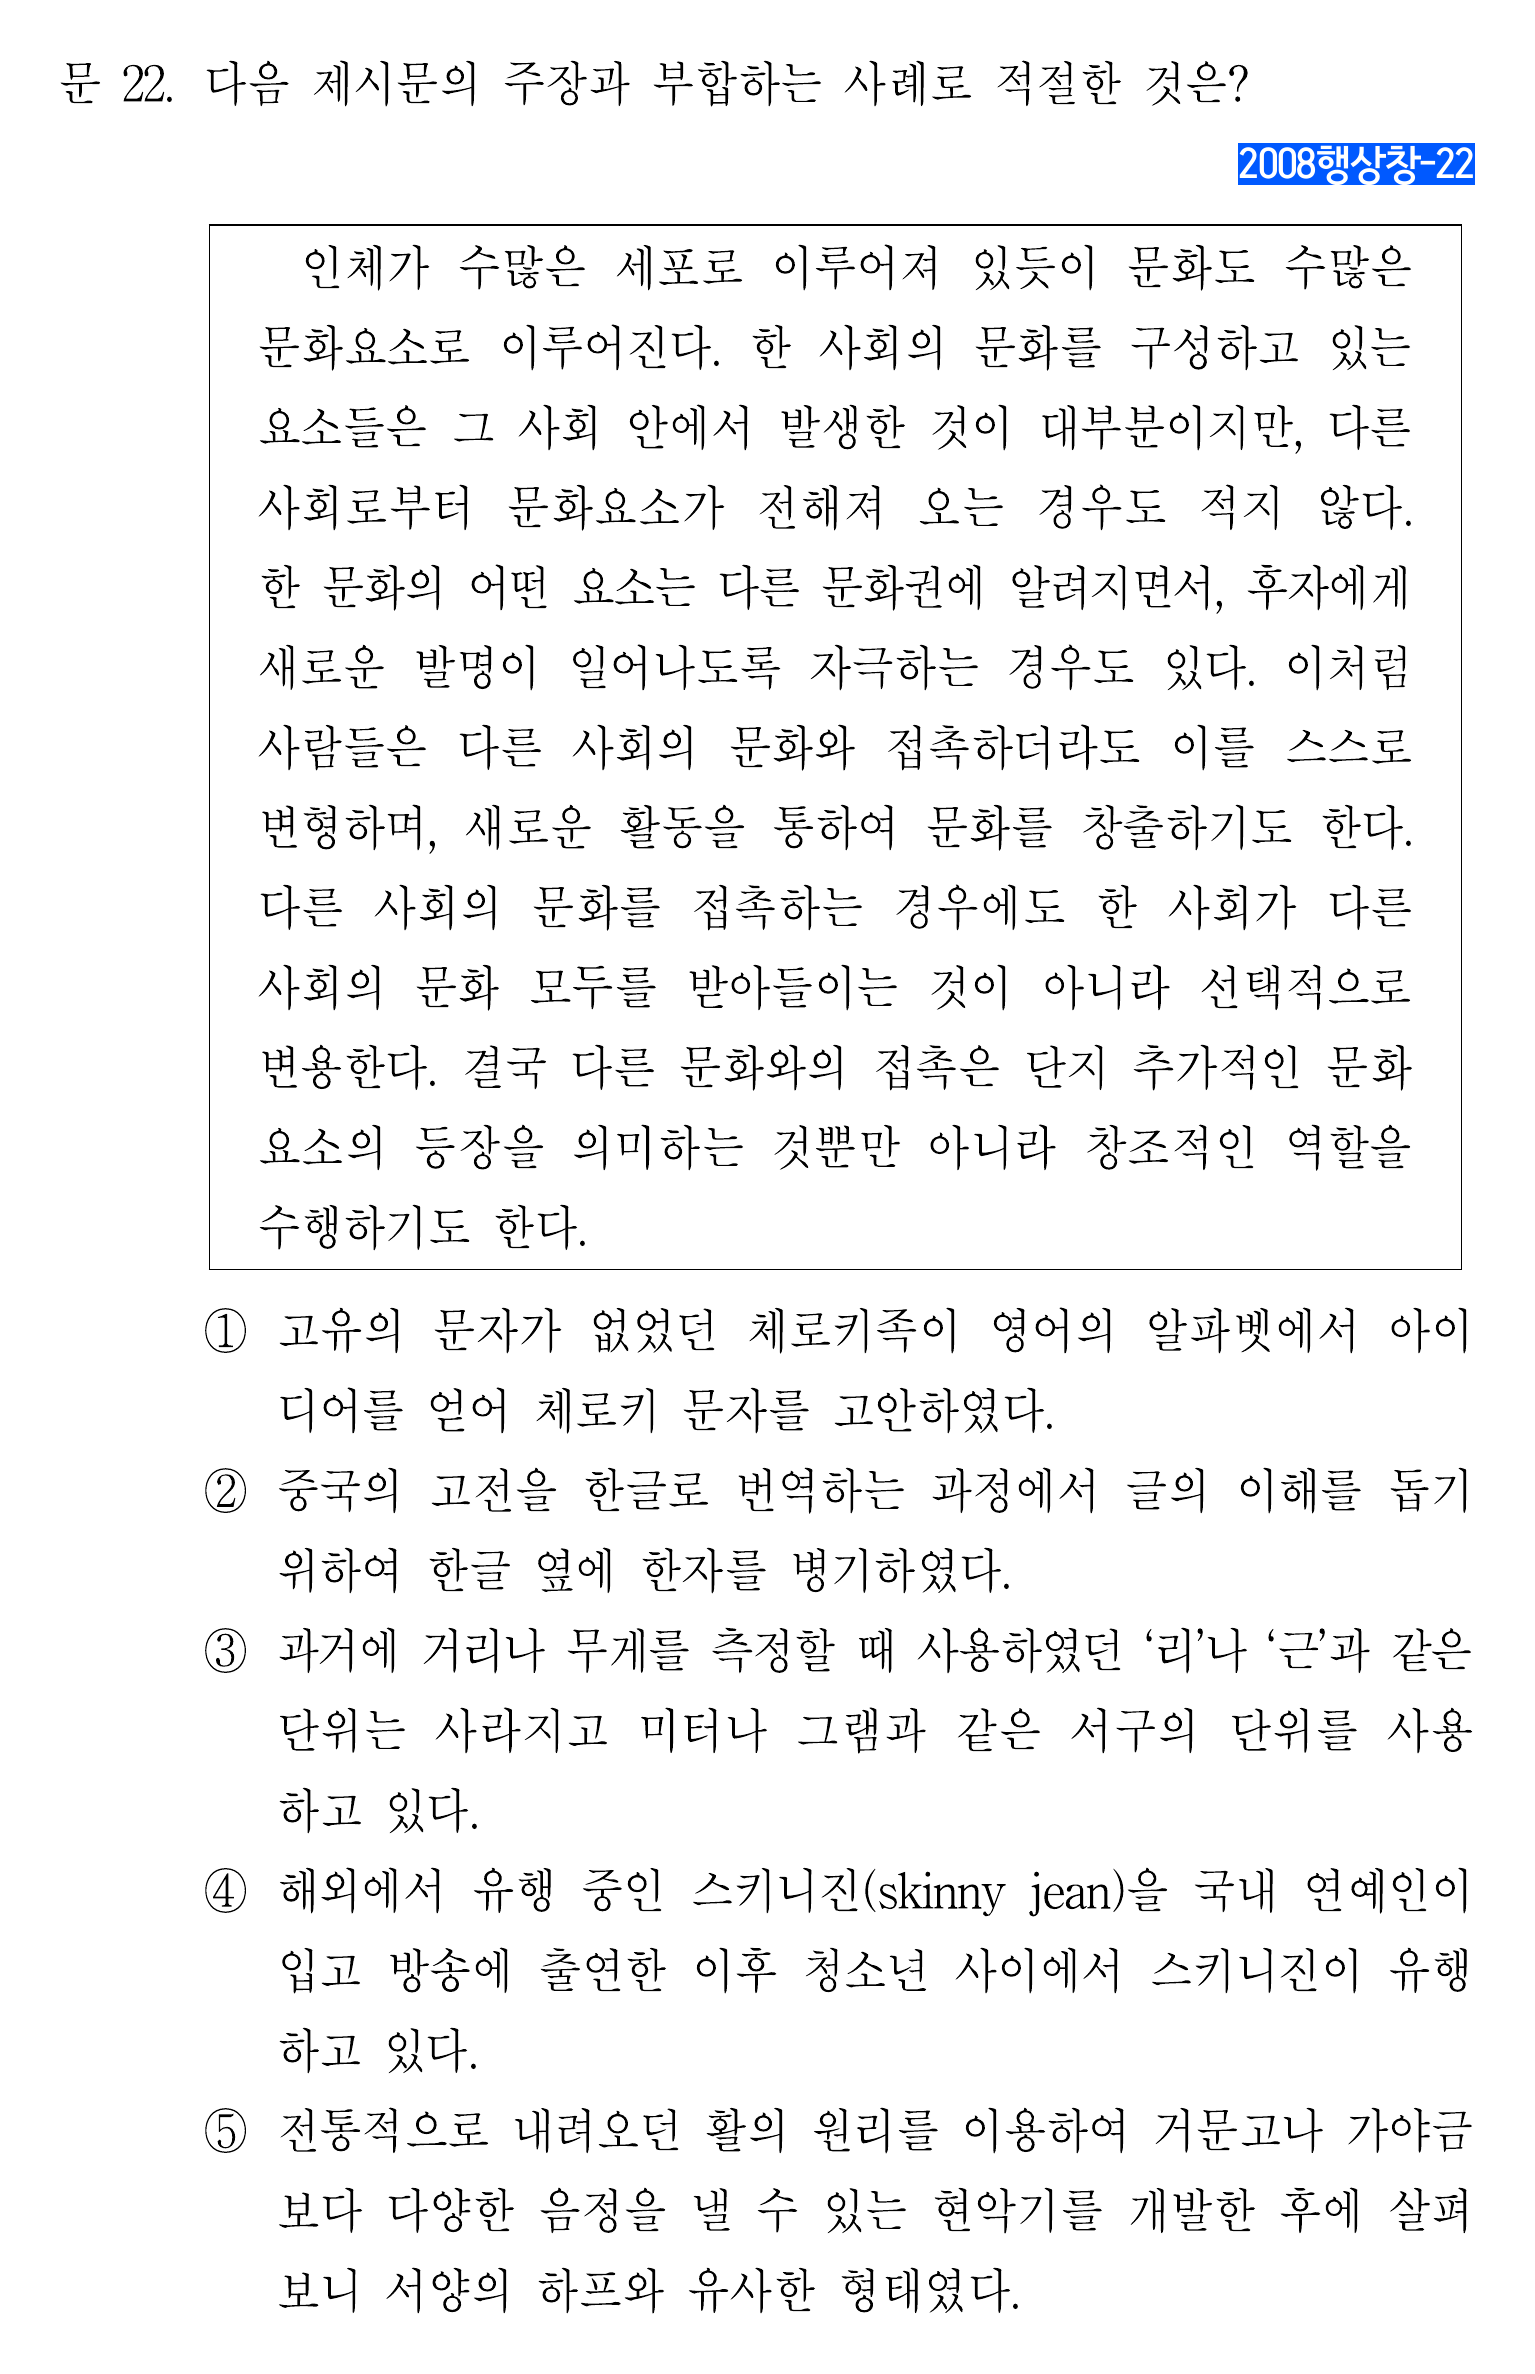 문 22. 다음 제시문의 주장과 부합하는 사례로 적절한 것은?
2008행상창-22
인체가 수많은 세포로 이루어져 있듯이 문화도 수많은
문화요소로 이루어진다. 한 사회의 문화를 구성하고 있는
요소들은 그 사회 안에서 발생한 것이 대부분이지만, 다른
사회로부터 문화요소가 전해져 오는 경우도 적지 않다.
한 문화의 어떤 요소는 다른 문화권에 알려지면서, 후자에게
새로운 발명이 일어나도록 자극하는 경우도 있다. 이처럼
사람들은 다른 사회의 문화와 접촉하더라도 이를 스스로
변형하며, 새로운 활동을 통하여 문화를 창출하기도 한다.
다른 사회의 문화를 접촉하는 경우에도 한 사회가 다른
사회의 문화 모두를 받아들이는 것이 아니라 선택적으로
변용한다. 결국 다른 문화와의 접촉은 단지 추가적인 문화
요소의 등장을 의미하는 것뿐만 아니라 창조적인 역할을
수행하기도 한다.
① 고유의 문자가 없었던 체로키족이 영어의 알파벳에서 아이
디어를 얻어 체로키 문자를 고안하였다.
② 중국의 고전을 한글로 번역하는 과정에서 글의 이해를 돕기
위하여 한글 옆에 한자를 병기하였다.
③ 과거에 거리나 무게를 측정할 때 사용하였던 ‘리’나 ‘근’과 같은
단위는 사라지고 미터나 그램과 같은 서구의 단위를 사용
하고 있다.
④ 해외에서 유행 중인 스키니진(skinny jean)을 국내 연예인이
입고 방송에 출연한 이후 청소년 사이에서 스키니진이 유행
하고 있다.
⑤ 전통적으로 내려오던 활의 원리를 이용하여 거문고나 가야금
보다 다양한 음정을 낼 수 있는 현악기를 개발한 후에 살펴
보니 서양의 하프와 유사한 형태였다.